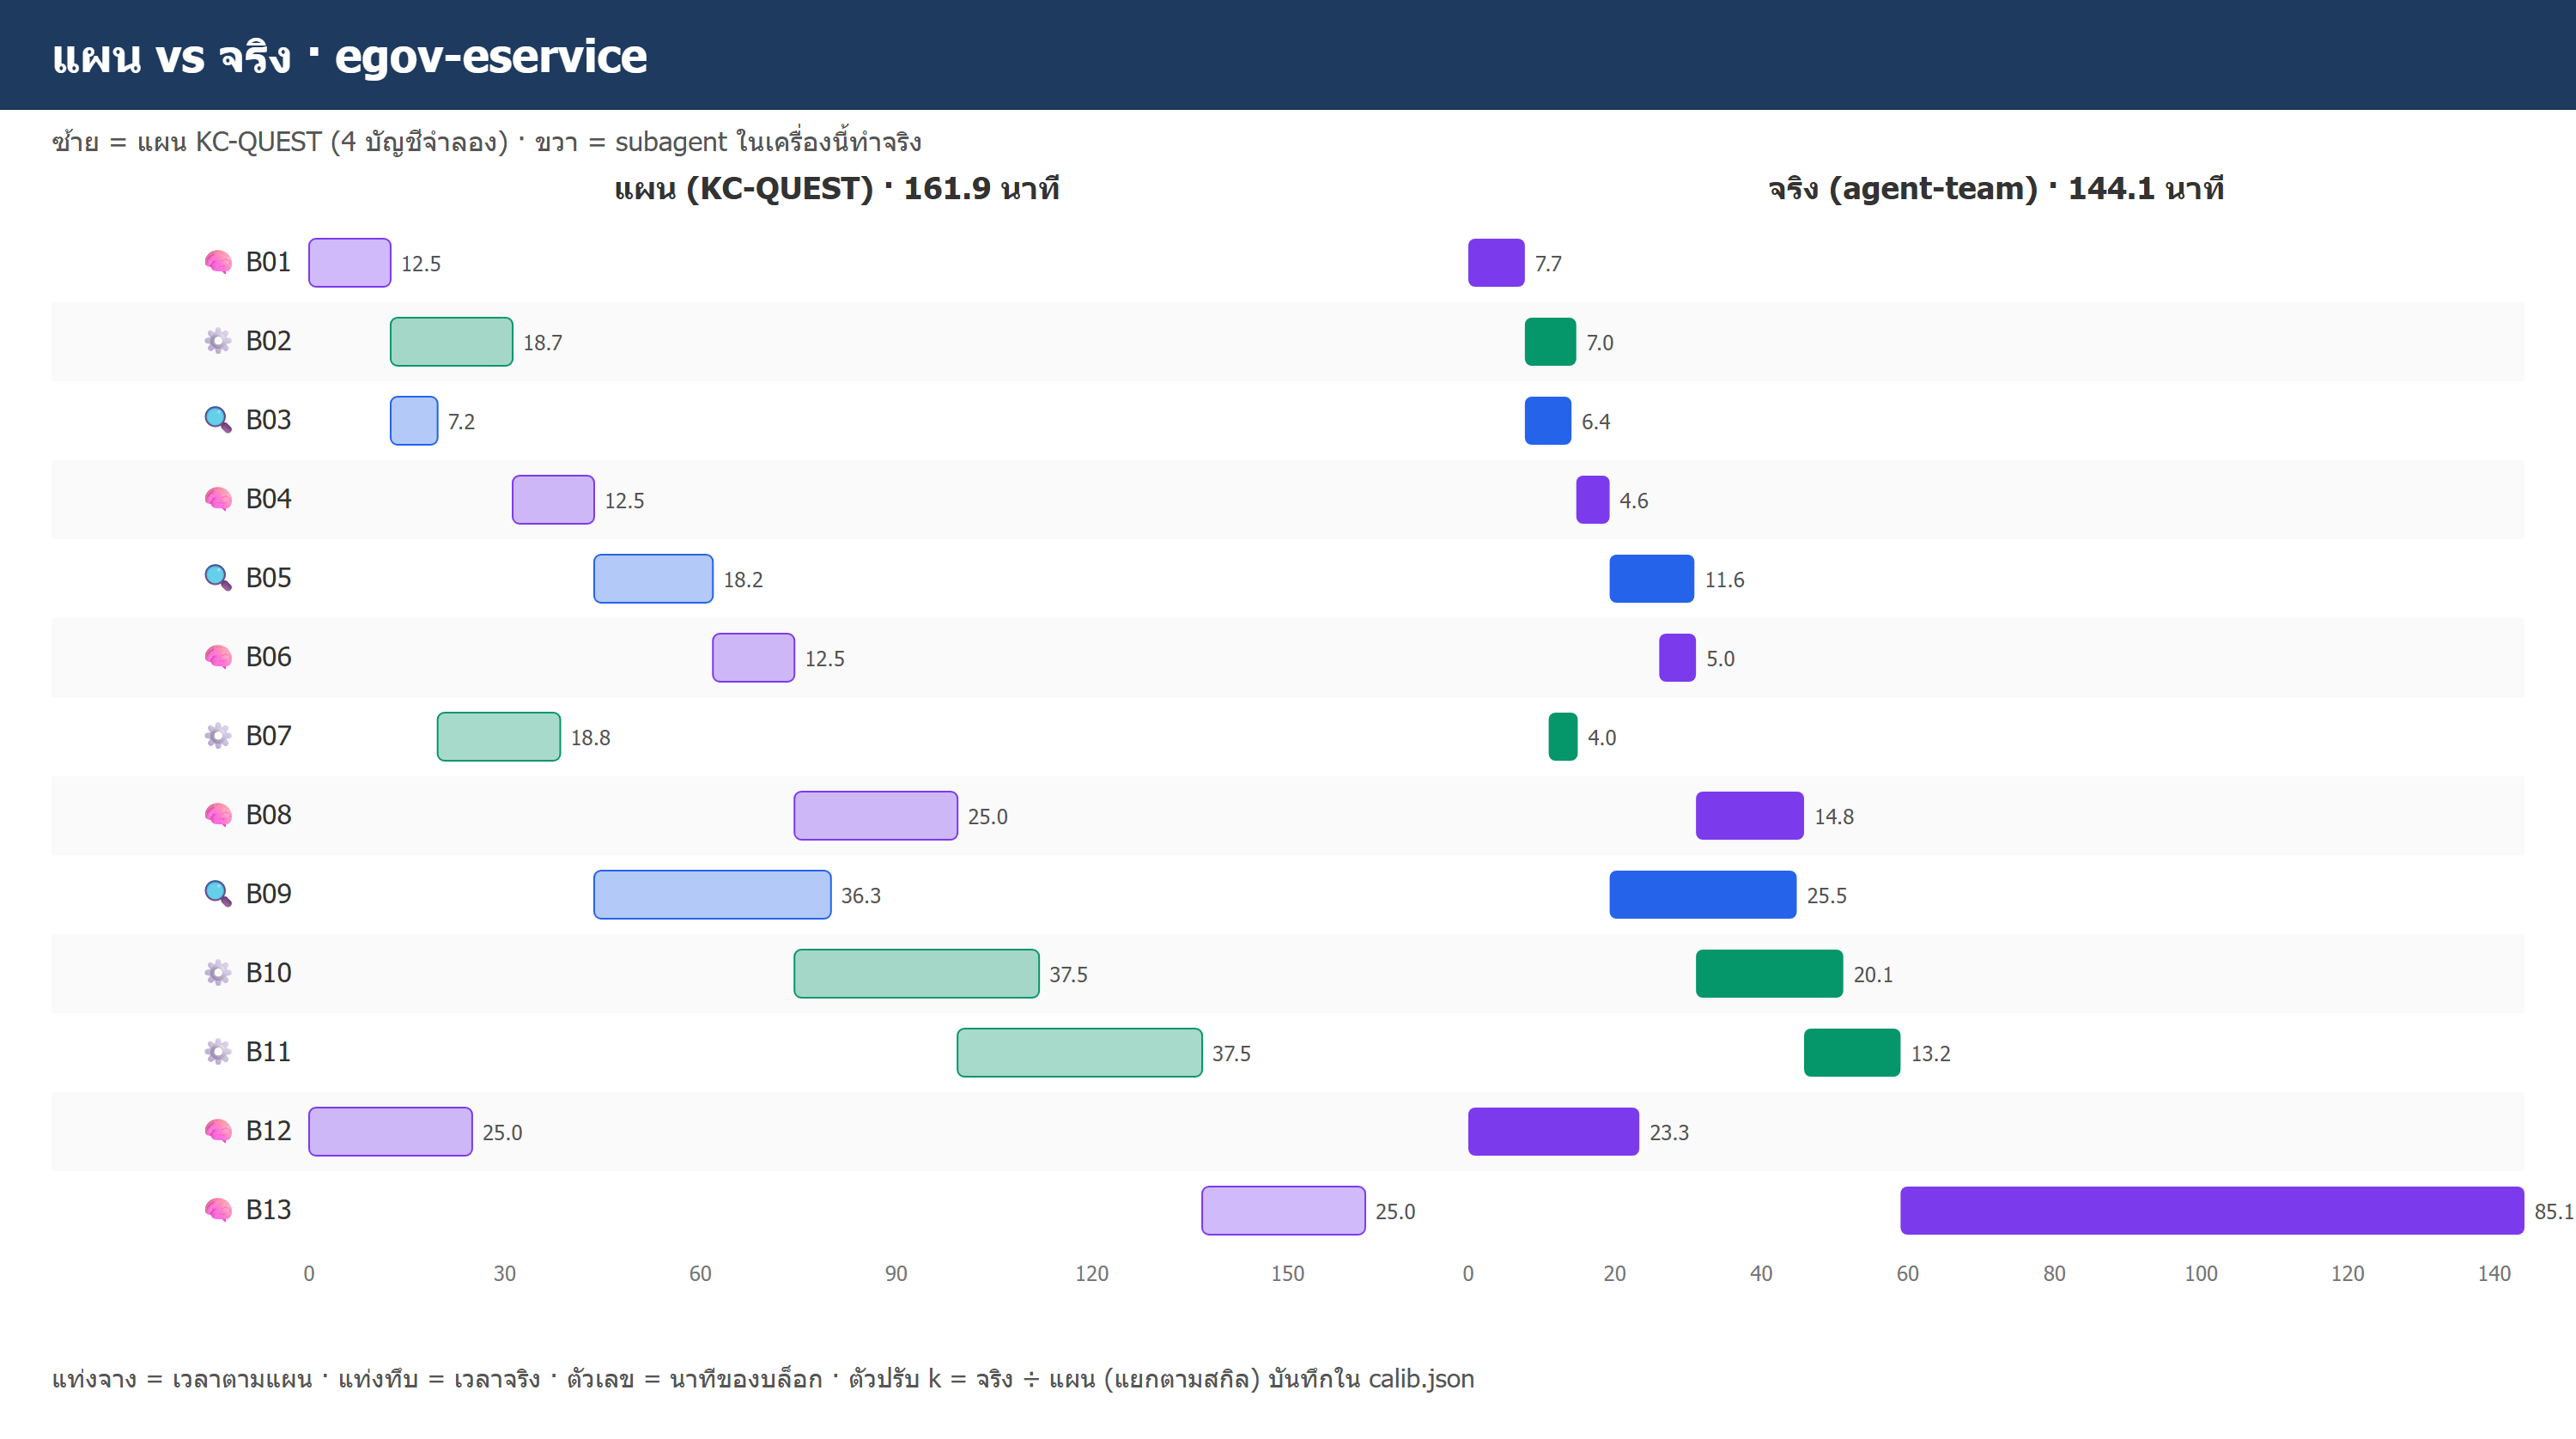 แผน vs จริง · egov-eservice
ซ้าย = แผน KC-QUEST (4 บัญชีจำลอง) · ขวา = subagent ในเครื่องนี้ทำจริง
แผน (KC-QUEST) · 161.9 นาที
จริง (agent-team) · 144.1 นาที
B01 12.5 7.7
B02 18.7 7.0
B03 7.2 6.4
B04 12.5 4.6
B05 18.2 11.6
B06 12.5 5.0
B07 18.8 4.0
B08 25.0 14.8
B09 36.3 25.5
B10 37.5 20.1
B11 37.5 13.2
B12 25.0 23.3
B13 25.0 85.1
0 30 60 90 120 150 0 20 40 60 80 100 120 140
แท่งจาง = เวลาตามแผน · แท่งทึบ = เวลาจริง · ตัวเลข = นาทีของบล็อก · ตัวปรับ k = จริง ÷ แผน (แยกตามสกิล) บันทึกใน calib.json